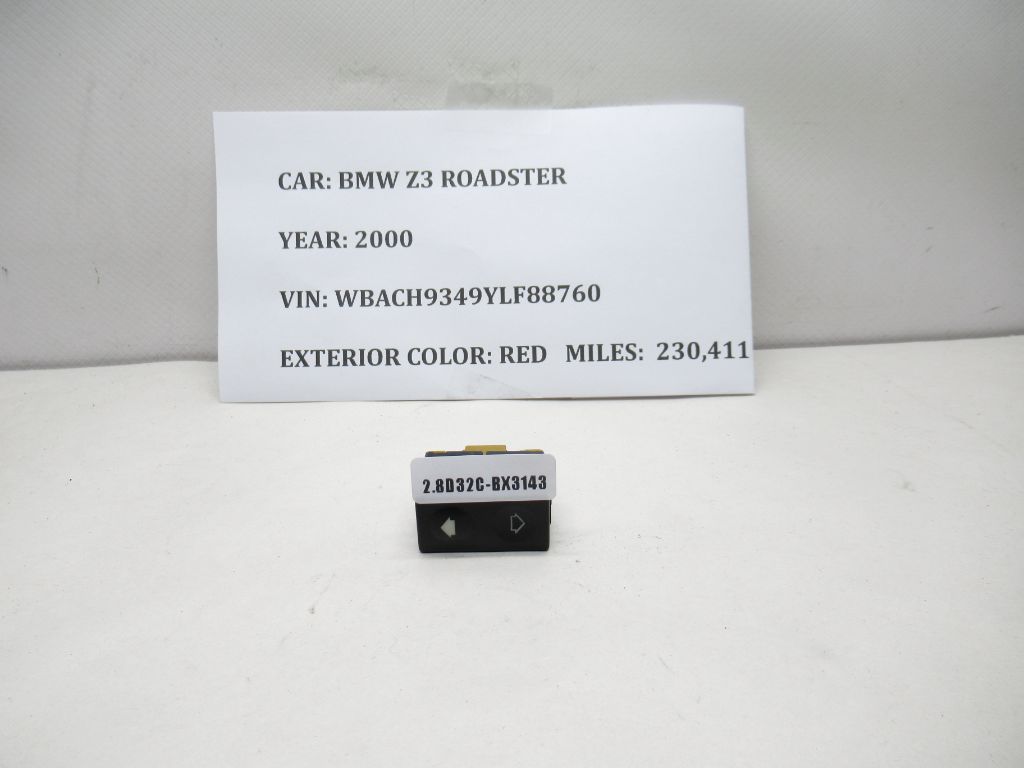 CAR: BMW Z3 ROADSTER
YEAR: 2000
VIN: WBACH9349YLF88760
EXTERIOR COLOR: RED MILES: 230,411
2.8D32C-BX3143